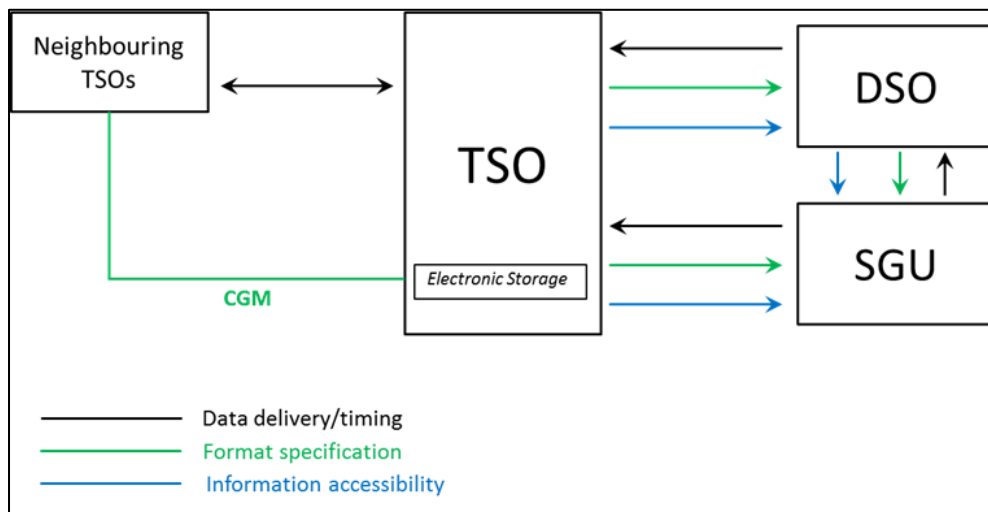 Neighbouring
TSOs
TSO
DSO
SGU
Electronic Storage
CGM
Data delivery/timing
Format specification
Information accessibility